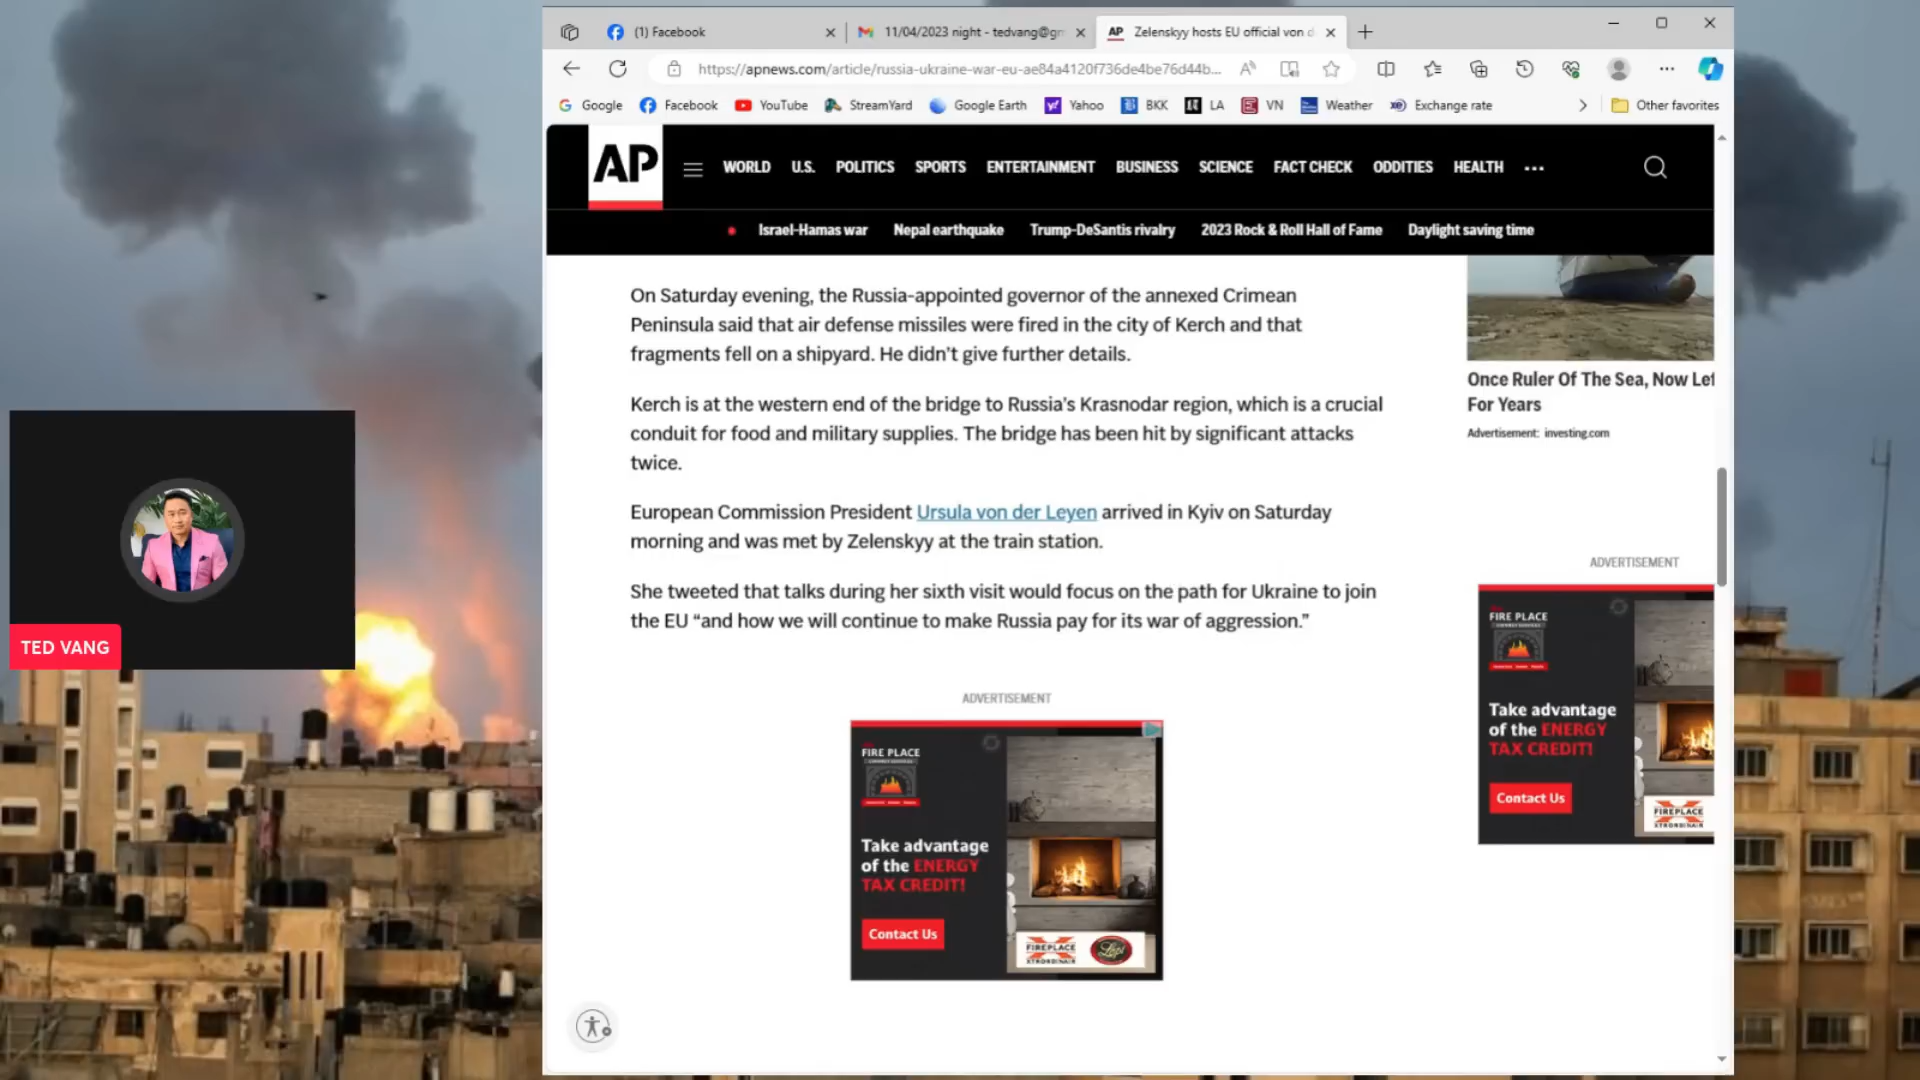 (1) Facebook
11/04/2023 night - tedvang@gm
AP Zelenskyy hosts EU official von d
https://apnews.com/article/russia-ukraine-war-eu-ae84a4120f736de4be76d44b...
Google Facebook YouTube StreamYard Google Earth Yahoo BKK LA VN Weather Exchange rate Other favorites
AP WORLD U.S. POLITICS SPORTS ENTERTAINMENT BUSINESS SCIENCE FACT CHECK ODDITIES HEALTH ...
Israel-Hamas war Nepal earthquake Trump-DeSantis rivalry 2023 Rock & Roll Hall of Fame Daylight saving time
On Saturday evening, the Russia-appointed governor of the annexed Crimean
Peninsula said that air defense missiles were fired in the city of Kerch and that
fragments fell on a shipyard. He didn’t give further details.
Kerch is at the western end of the bridge to Russia’s Krasnodar region, which is a crucial
conduit for food and military supplies. The bridge has been hit by significant attacks
twice.
European Commission President Ursula von der Leyen arrived in Kyiv on Saturday
morning and was met by Zelenskyy at the train station.
She tweeted that talks during her sixth visit would focus on the path for Ukraine to join
the EU “and how we will continue to make Russia pay for its war of aggression.”
ADVERTISEMENT
FIRE PLACE
Take advantage
of the ENERGY
TAX CREDIT!
Contact Us
FIREPLACE
XTRORDINAIR
Once Ruler Of The Sea, Now Lef
For Years
Advertisement: investing.com
ADVERTISEMENT
FIRE PLACE
Take advantage
of the ENERGY
TAX CREDIT!
Contact Us
FIREPLACE
XTRORDINAIR
TED VANG